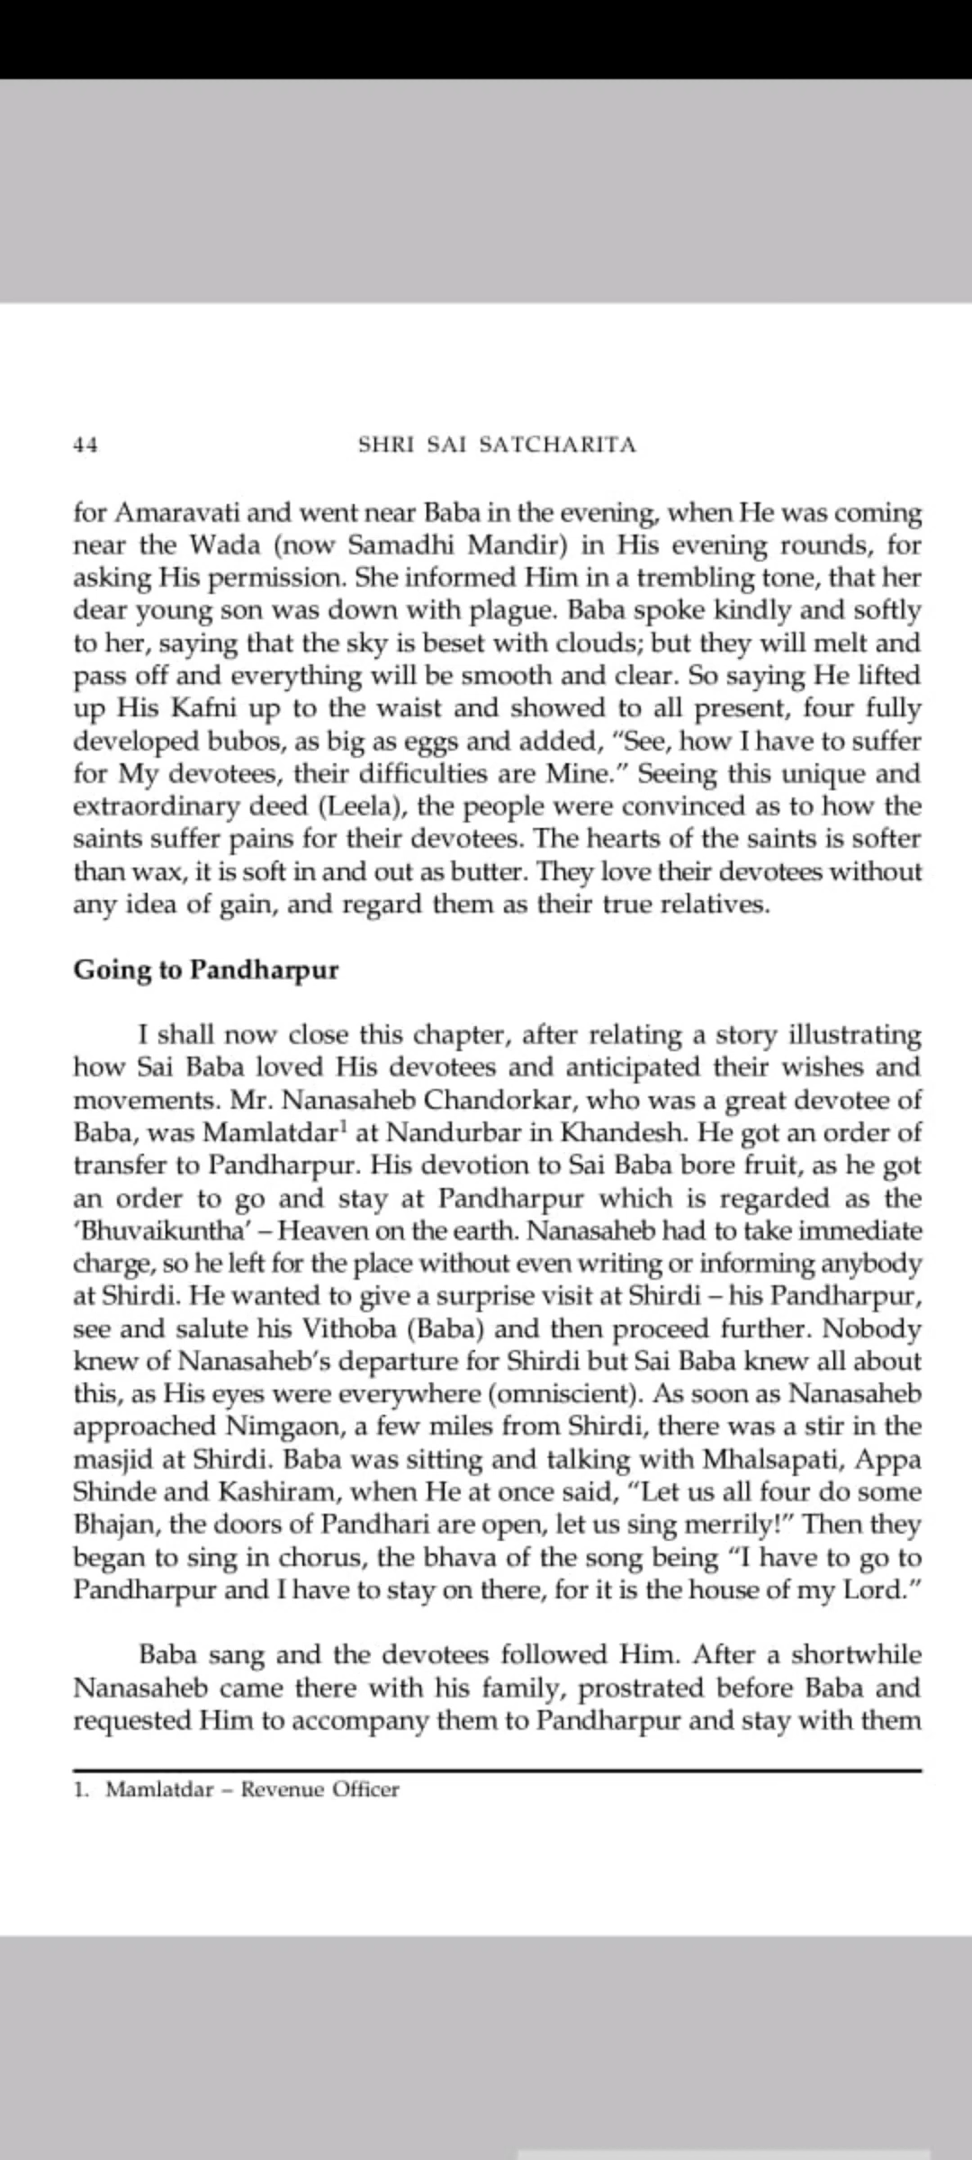 44 SHRI SAI SATCHARITA
for Amaravati and went near Baba in the evening, when He was coming
near the Wada (now Samadhi Mandir) in His evening rounds, for
asking His permission. She informed Him in a trembling tone, that her
dear young son was down with plague. Baba spoke kindly and softly
to her, saying that the sky is beset with clouds; but they will melt and
pass off and everything will be smooth and clear. So saying He lifted
up His Kafni up to the waist and showed to all present, four fully
developed bubos, as big as eggs and added, “See, how I have to suffer
for My devotees, their difficulties are Mine.” Seeing this unique and
extraordinary deed (Leela), the people were convinced as to how the
saints suffer pains for their devotees. The hearts of the saints is softer
than wax, it is soft in and out as butter. They love their devotees without
any idea of gain, and regard them as their true relatives.
Going to Pandharpur
I shall now close this chapter, after relating a story illustrating
how Sai Baba loved His devotees and anticipated their wishes and
movements. Mr. Nanasaheb Chandorkar, who was a great devotee of
Baba, was Mamlatdar¹ at Nandurbar in Khandesh. He got an order of
transfer to Pandharpur. His devotion to Sai Baba bore fruit, as he got
an order to go and stay at Pandharpur which is regarded as the
‘Bhuvaikuntha’ – Heaven on the earth. Nanasaheb had to take immediate
charge, so he left for the place without even writing or informing anybody
at Shirdi. He wanted to give a surprise visit at Shirdi – his Pandharpur,
see and salute his Vithoba (Baba) and then proceed further. Nobody
knew of Nanasaheb’s departure for Shirdi but Sai Baba knew all about
this, as His eyes were everywhere (omniscient). As soon as Nanasaheb
approached Nimgaon, a few miles from Shirdi, there was a stir in the
masjid at Shirdi. Baba was sitting and talking with Mhalsapati, Appa
Shinde and Kashiram, when He at once said, “Let us all four do some
Bhajan, the doors of Pandhari are open, let us sing merrily!” Then they
began to sing in chorus, the bhava of the song being “I have to go to
Pandharpur and I have to stay on there, for it is the house of my Lord.”
Baba sang and the devotees followed Him. After a shortwhile
Nanasaheb came there with his family, prostrated before Baba and
requested Him to accompany them to Pandharpur and stay with them
1. Mamlatdar – Revenue Officer